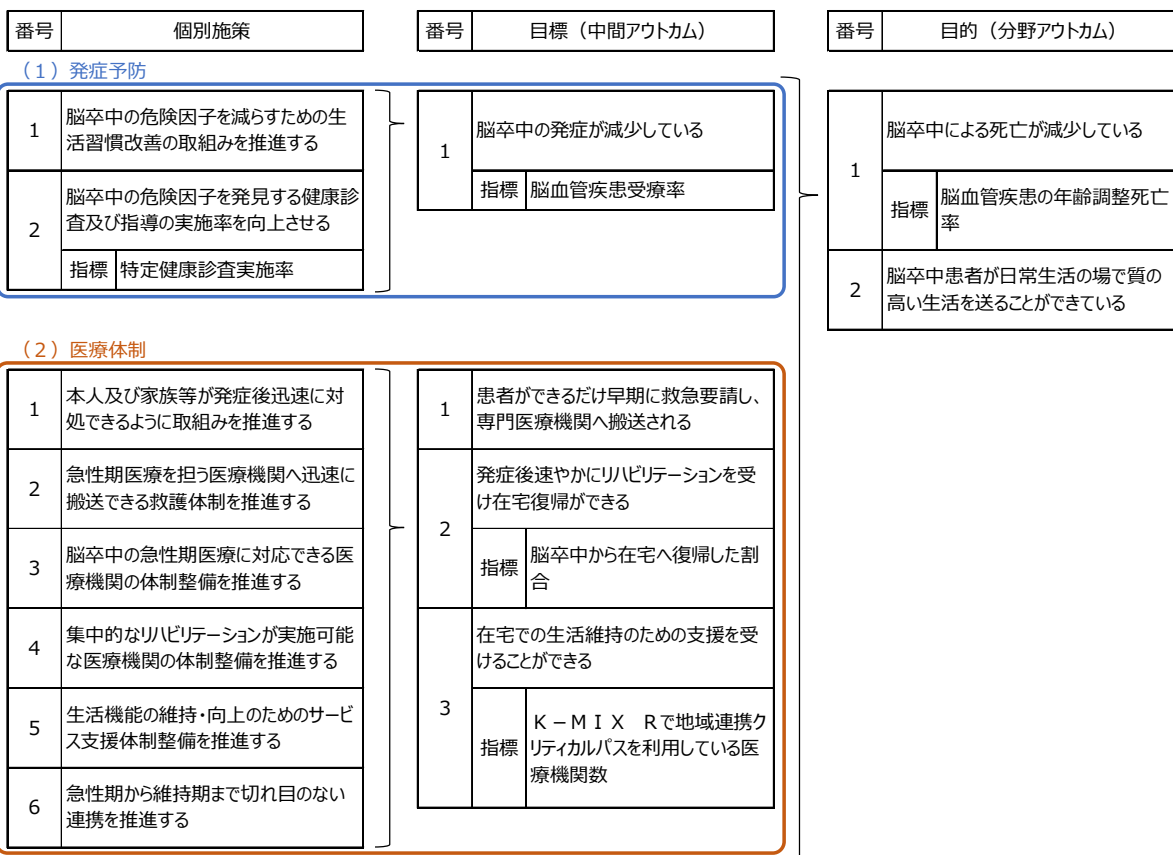 番号 個別施策 番号 目標（中間アウトカム） 番号 目的（分野アウトカム）
（１）発症予防
1
脳卒中の危険因子を減らすための生
活習慣改善の取組みを推進する
2
脳卒中の危険因子を発見する健康診
査及び指導の実施率を向上させる
指標 特定健康診査実施率
1
脳卒中の発症が減少している
指標 脳血管疾患受療率
1
脳卒中による死亡が減少している
指標
脳血管疾患の年齢調整死亡
率
2
脳卒中患者が日常生活の場で質の
高い生活を送ることができている
（２）医療体制
1
本人及び家族等が発症後迅速に対
処できるように取組みを推進する
2
急性期医療を担う医療機関へ迅速に
搬送できる救護体制を推進する
3
脳卒中の急性期医療に対応できる医
療機関の体制整備を推進する
4
集中的なリハビリテーションが実施可能
な医療機関の体制整備を推進する
5
生活機能の維持・向上のためのサービ
ス支援体制整備を推進する
6
急性期から維持期まで切れ目のない
連携を推進する
1
患者ができるだけ早期に救急要請し、
専門医療機関へ搬送される
2
発症後速やかにリハビリテーションを受
け在宅復帰ができる
指標
脳卒中から在宅へ復帰した割
合
3
在宅での生活維持のための支援を受
けることができる
指標
Ｋ－ＭＩＸ　Ｒで地域連携ク
リティカルパスを利用している医
療機関数